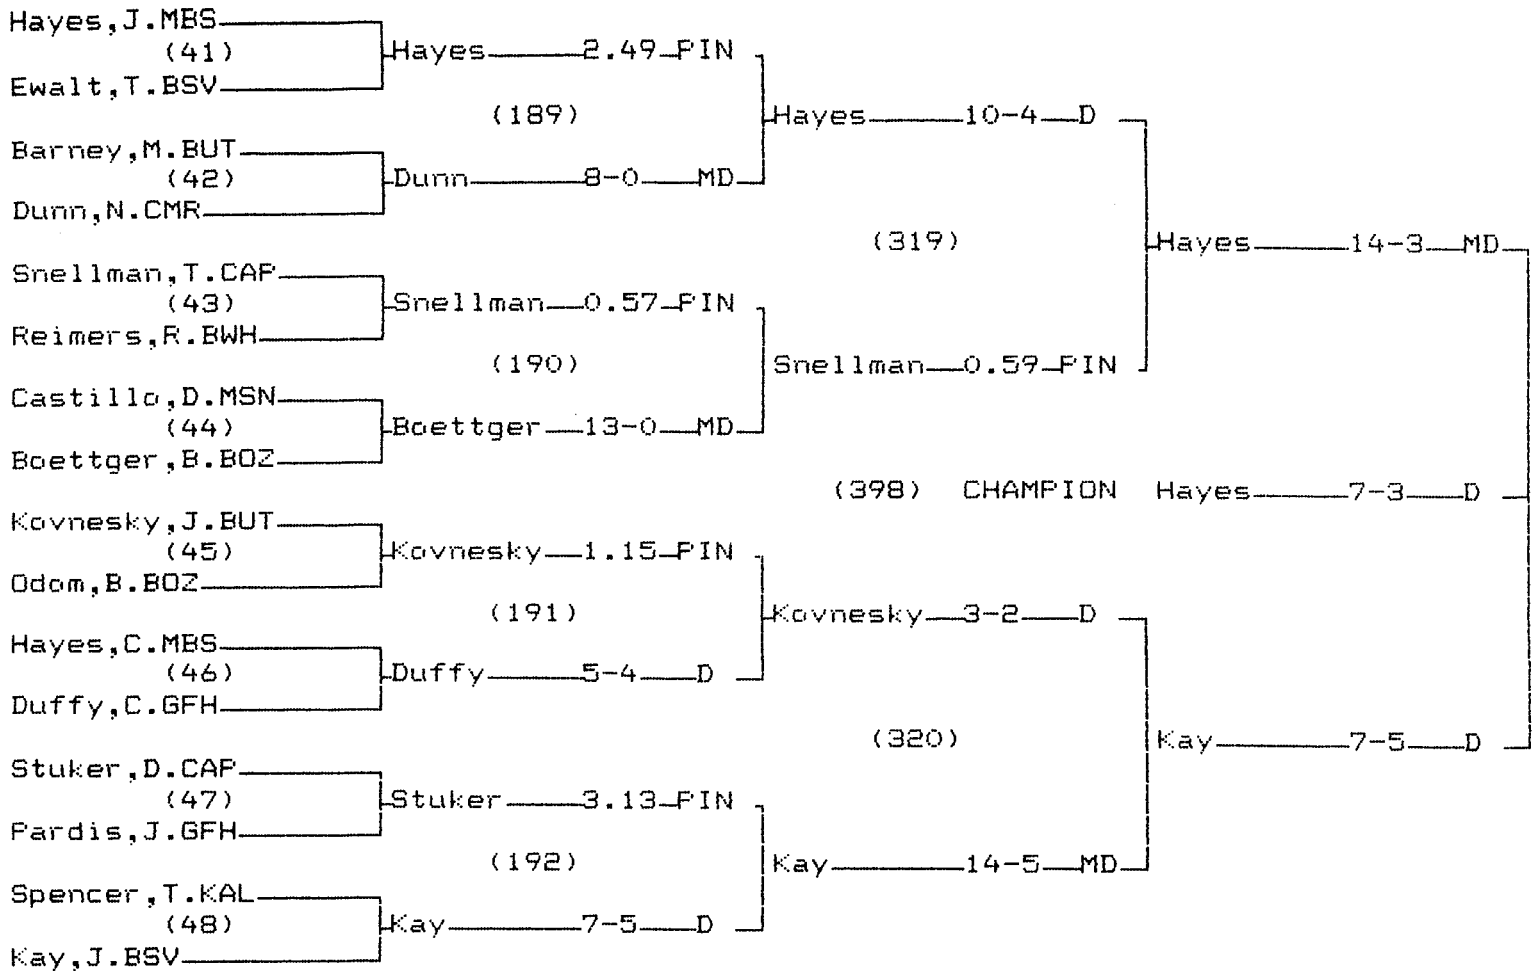 Hayes,J.MBS
(41) Hayes 2.49 PIN
Ewalt,T.BSV
(189) Hayes 10-4 D
Barney,M.BUT
(42) Dunn 8-0 MD
Dunn,N.CMR
(319) Hayes 14-3 MD
Snellman,T.CAP
(43) Snellman 0.57 PIN
Reimers,R.BWH
(190) Snellman 0.59 PIN
Castillo,D.MSN
(44) Boettger 13-0 MD
Boettger,B.BOZ
(398) CHAMPION Hayes 7-3 D
Kovnesky,J.BUT
(45) Kovnesky 1.15 PIN
Odom,B.BOZ
(191) Kovnesky 3-2 D
Hayes,C.MBS
(46) Duffy 5-4 D
Duffy,C.GFH
(320) Kay 7-5 D
Stuker,D.CAP
(47) Stuker 3.13 PIN
Pardis,J.GFH
(192) Kay 14-5 MD
Spencer,T.KAL
(48) Kay 7-5 D
Kay,J.BSV